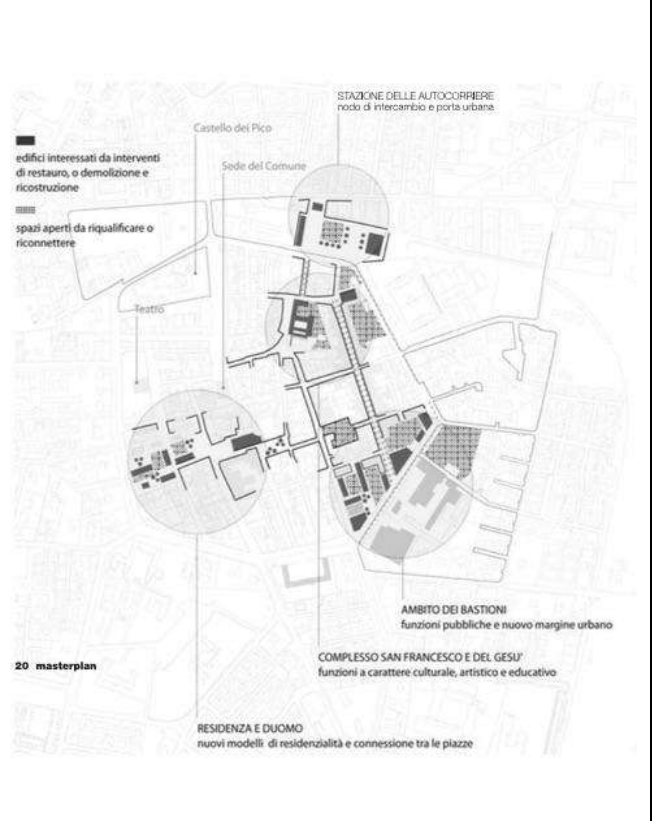 STAZIONE DELLE AUTOCORRIERE
nodo di intercambio e porta urbana
Castello dei Pico
edifici interessati da interventi
di restauro, o demolizione e
ricostruzione
Sede del Comune
spazi aperti da riqualificare o
riconnettere
Teatro
AMBITO DEI BASTIONI
funzioni pubbliche e nuovo margine urbano
COMPLESSO SAN FRANCESCO E DEL GESU'
funzioni a carattere culturale, artistico e educativo
20 masterplan
RESIDENZA E DUOMO
nuovi modelli di residenzialità e connessione tra le piazze